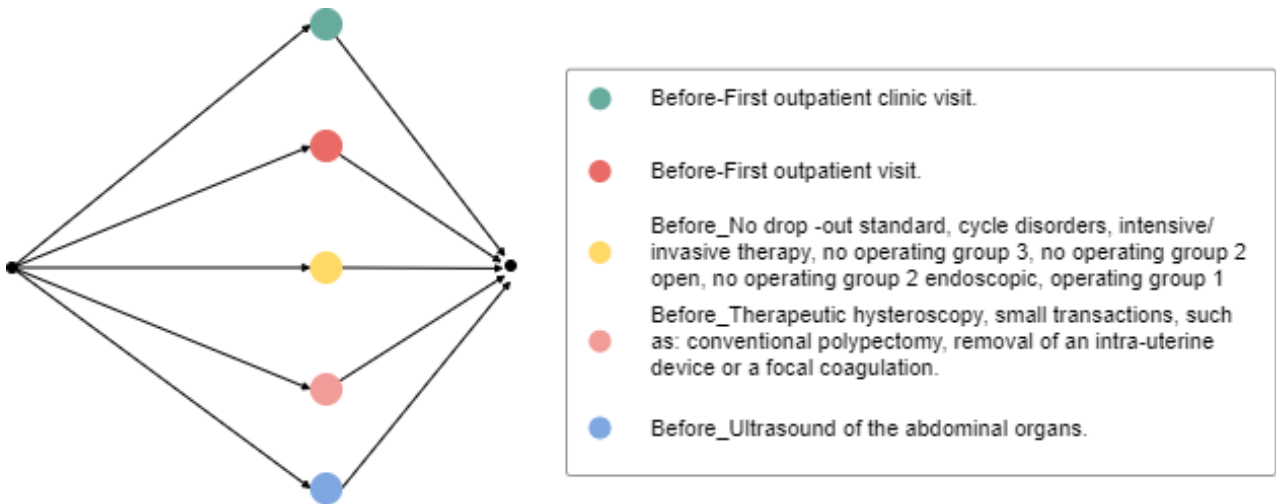 Before-First outpatient clinic visit.
Before-First outpatient visit.
Before_No drop -out standard, cycle disorders, intensive/
invasive therapy, no operating group 3, no operating group 2
open, no operating group 2 endoscopic, operating group 1
Before_Therapeutic hysteroscopy, small transactions, such
as: conventional polypectomy, removal of an intra-uterine
device or a focal coagulation.
Before_Ultrasound of the abdominal organs.